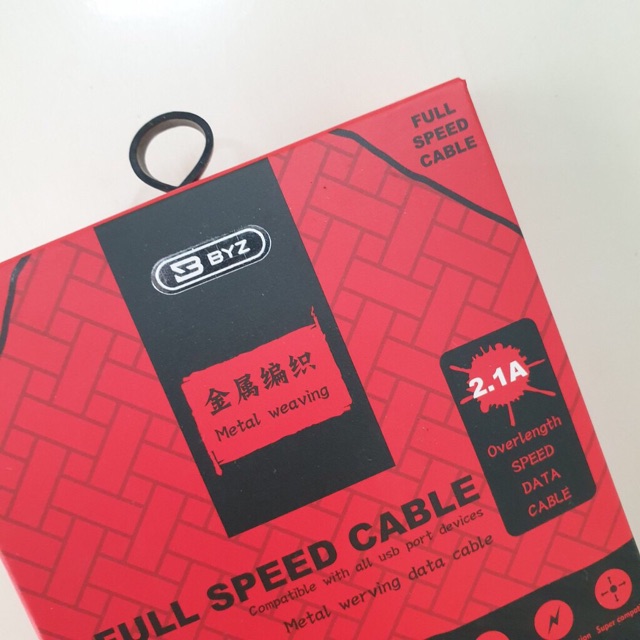 FULL
SPEED
CABLE
BYZ
金属编织
Metal weaving
2.1A
Overlength
SPEED
DATA
CABLE
FULL SPEED CABLE
Compatible with all usb port devices
Metal werving data cable
Super